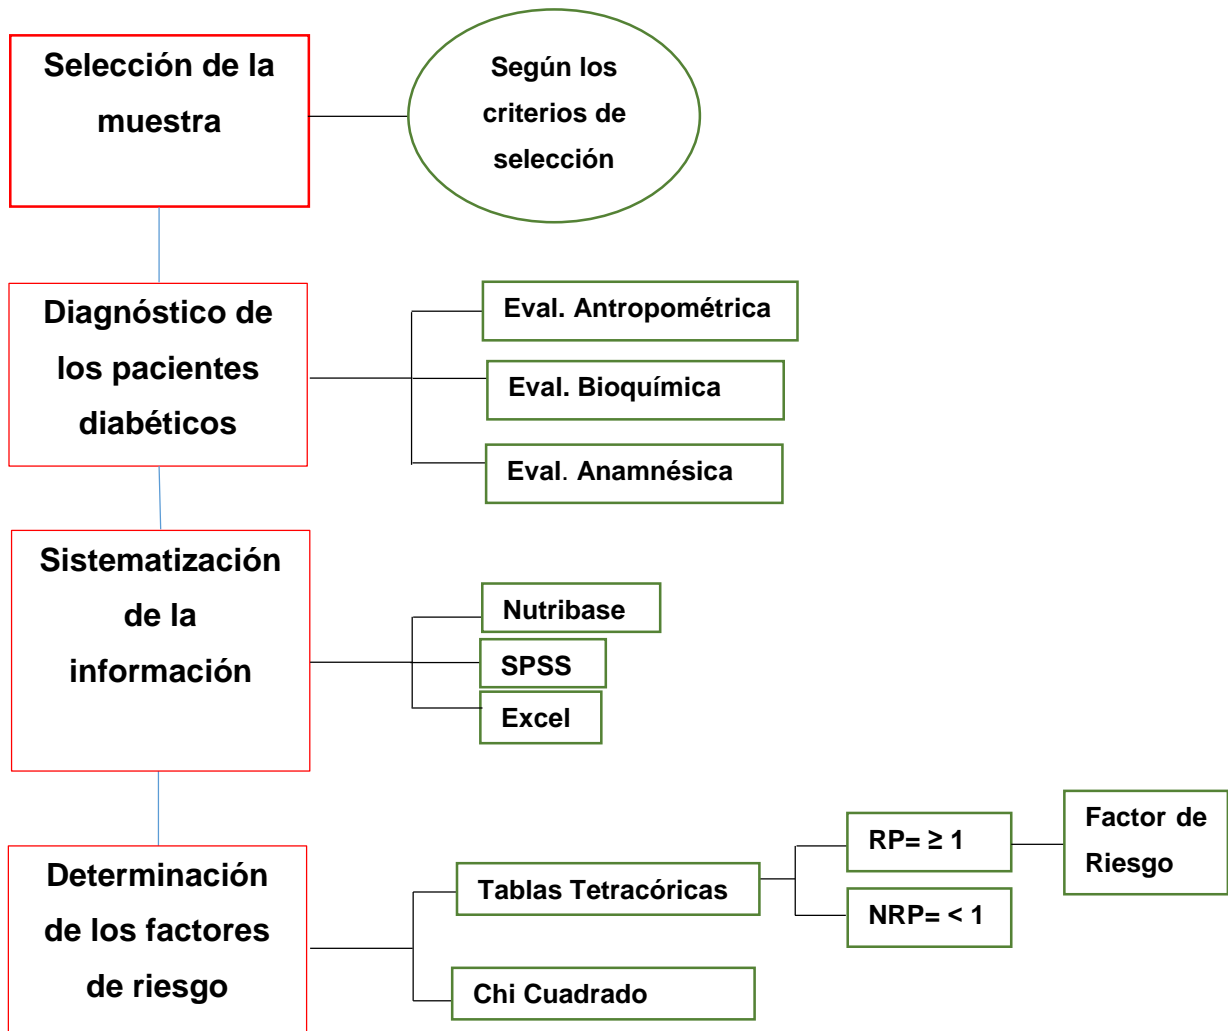 Selección de la
muestra
Según los
criterios de
selección
Diagnóstico de
los pacientes
diabéticos
Eval. Antropométrica
Eval. Bioquímica
Eval. Anamnésica
Sistematización
de la
información
Nutribase
SPSS
Excel
Determinación
de los factores
de riesgo
Tablas Tetracóricas
RP= ≥ 1
Factor de
Riesgo
NRP= < 1
Chi Cuadrado